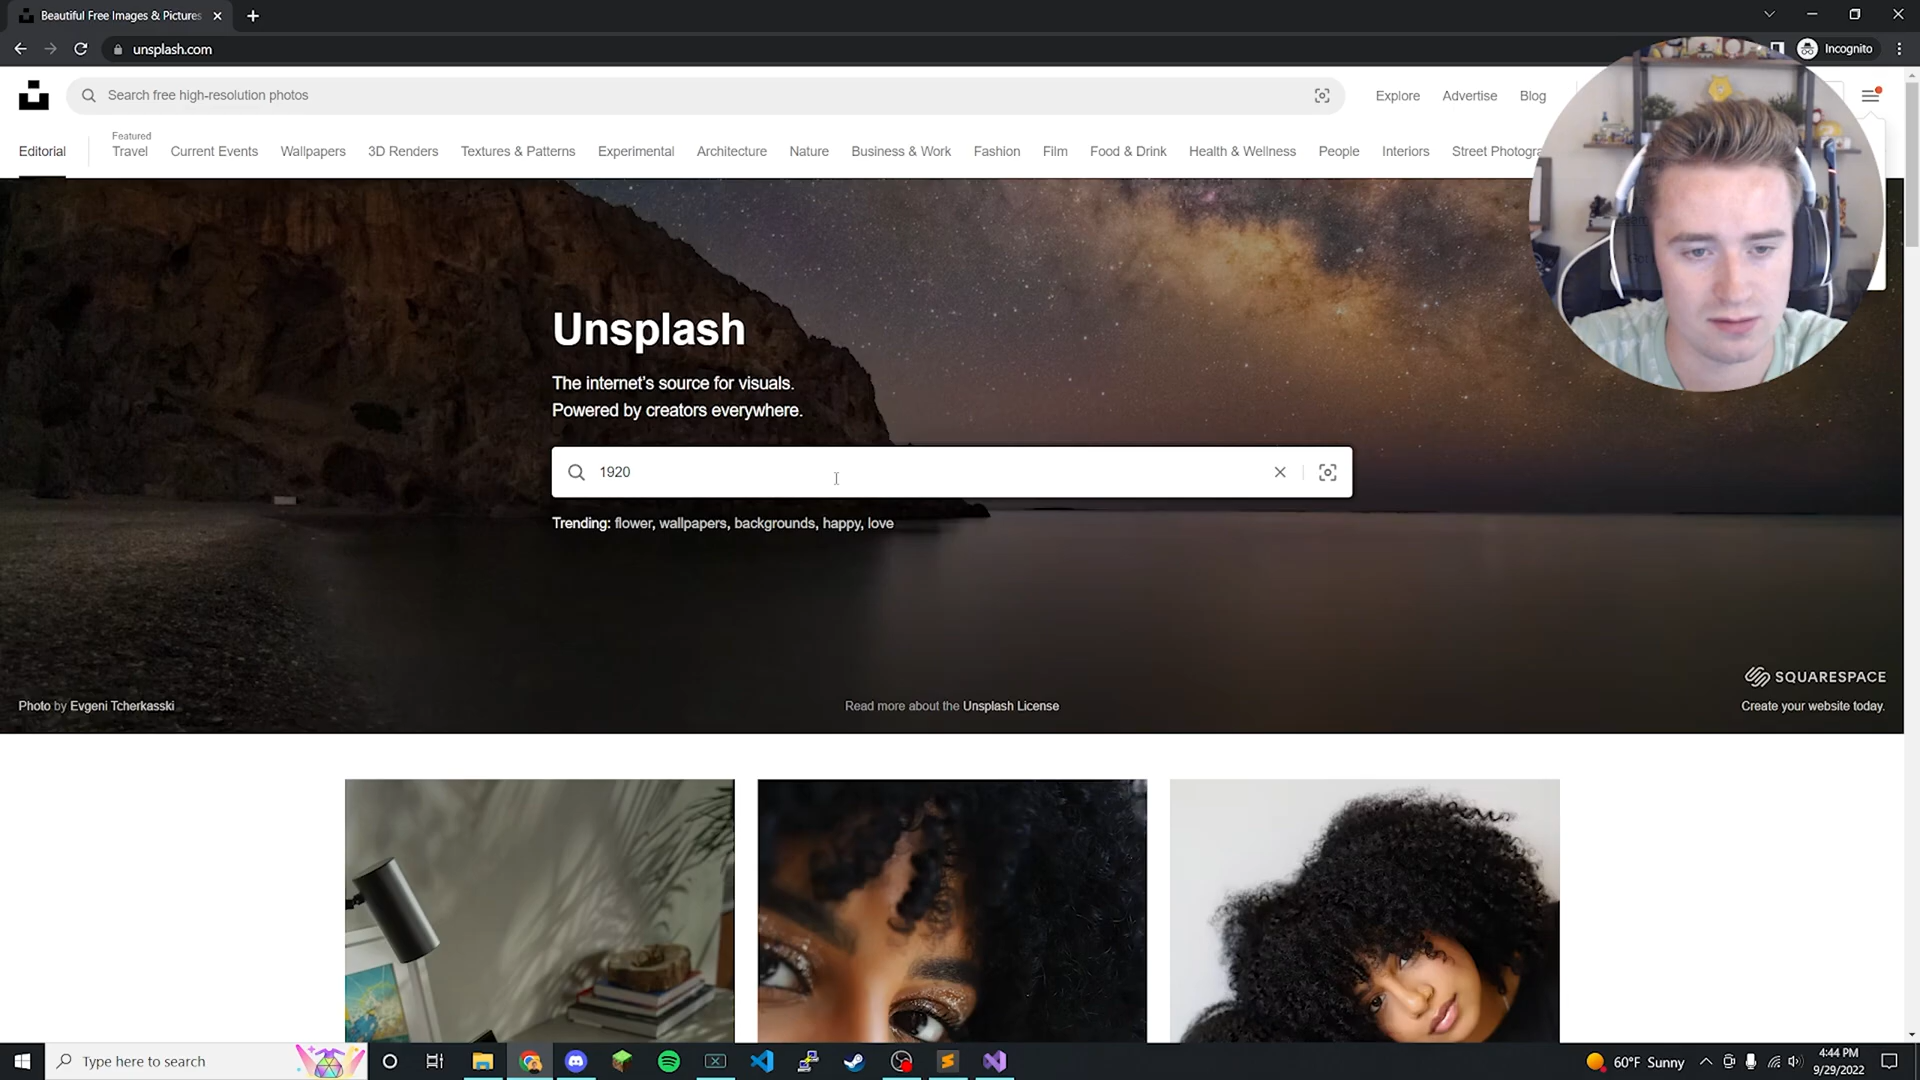 Beautiful Free Images & Pictures
unsplash.com
Incognito
Search free high-resolution photos
Explore
Advertise
Blog
Editorial
Featured
Travel
Current Events
Wallpapers
3D Renders
Textures & Patterns
Experimental
Architecture
Nature
Business & Work
Fashion
Film
Food & Drink
Health & Wellness
People
Interiors
Street Photogra
Unsplash
The internet's source for visuals.
Powered by creators everywhere.
1920
Trending: flower, wallpapers, backgrounds, happy, love
SQUARESPACE
Photo by Evgeni Tcherkasski
Read more about the Unsplash License
Create your website today.
Type here to search
60°F Sunny
4:44 PM
9/29/2022